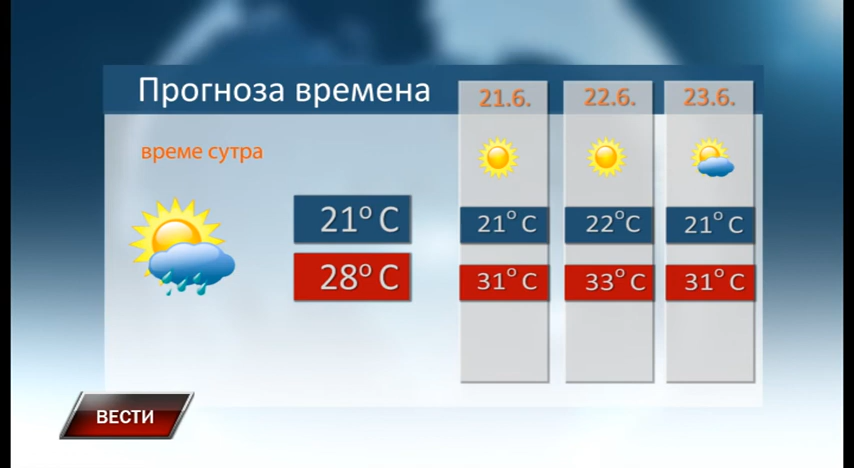 Прогноза времена
време сутра
21°C
28°C
21.6.
21°C
31°C
22.6.
22°C
33°C
23.6.
21°C
31°C
ВЕСТИ